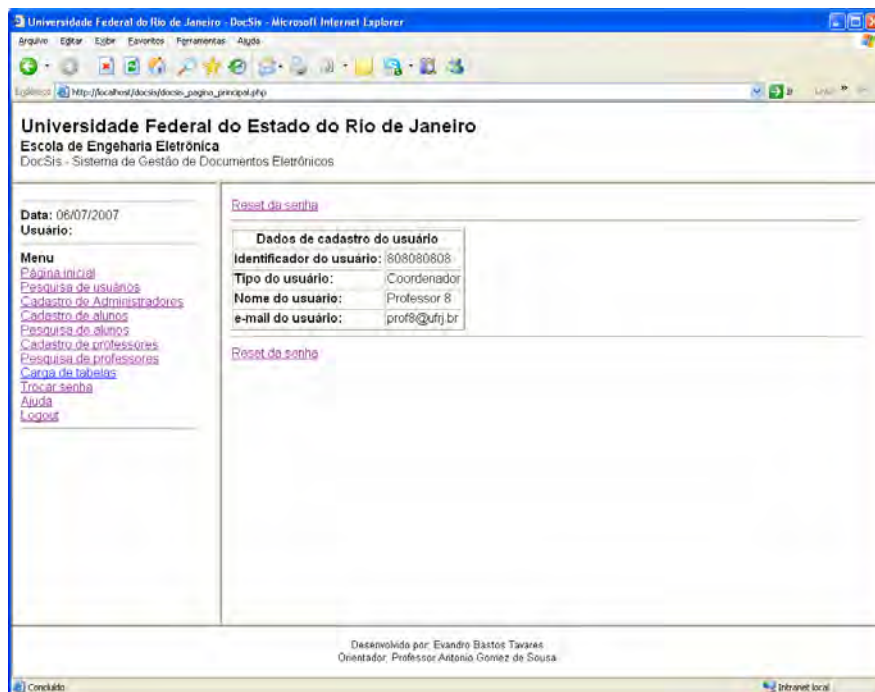 Universidade Federal do Rio de Janeiro - DocSis - Microsoft Internet Explorer
Arquivo Editar Exibir Favoritos Ferramentas Ajuda
http://localhost/docsis/docsis_pagina_principal.php
Universidade Federal do Estado do Rio de Janeiro
Escola de Engeharia Eletrônica
DocSis - Sistema de Gestão de Documentos Eletrônicos
Data: 06/07/2007
Usuário:
Menu
Página inicial
Pesquisa de usuários
Cadastro de Administradores
Cadastro de alunos
Pesquisa de alunos
Cadastro de professores
Pesquisa de professores
Carga de tabelas
Trocar senha
Ajuda
Logout
Reset da senha
Dados de cadastro do usuário
Identificador do usuário: 808080808
Tipo do usuário: Coordenador
Nome do usuário: Professor 8
e-mail do usuário: prof8@ufrj.br
Reset da senha
Desenvolvido por: Evandro Bastos Tavares
Orientador: Professor Antonio Gomez de Sousa
Concluído
Intranet local